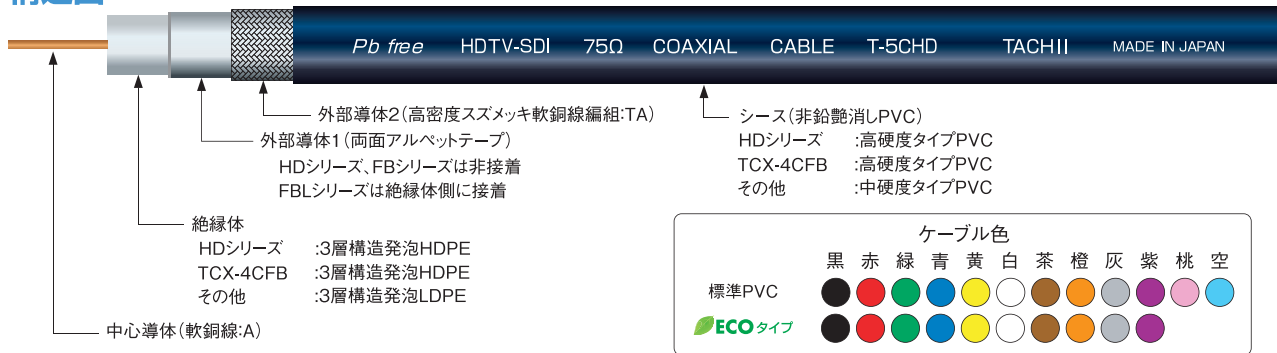 構造図
Pb free HDTV-SDI 75Ω COAXIAL CABLE T-5CHD TACHII MADE IN JAPAN
外部導体2(高密度スズメッキ軟銅線編組:TA)
外部導体1(両面アルペットテープ)
HDシリーズ、FBシリーズは非接着
FBLシリーズは絶縁体側に接着
絶縁体
HDシリーズ :3層構造発泡HDPE
TCX-4CFB :3層構造発泡HDPE
その他 :3層構造発泡LDPE
中心導体(軟銅線:A)
シース(非鉛艶消しPVC)
HDシリーズ :高硬度タイプPVC
TCX-4CFB :高硬度タイプPVC
その他 :中硬度タイプPVC
ケーブル色
黒 赤 緑 青 黄 白 茶 橙 灰 紫 桃 空
標準PVC
ECOタイプ